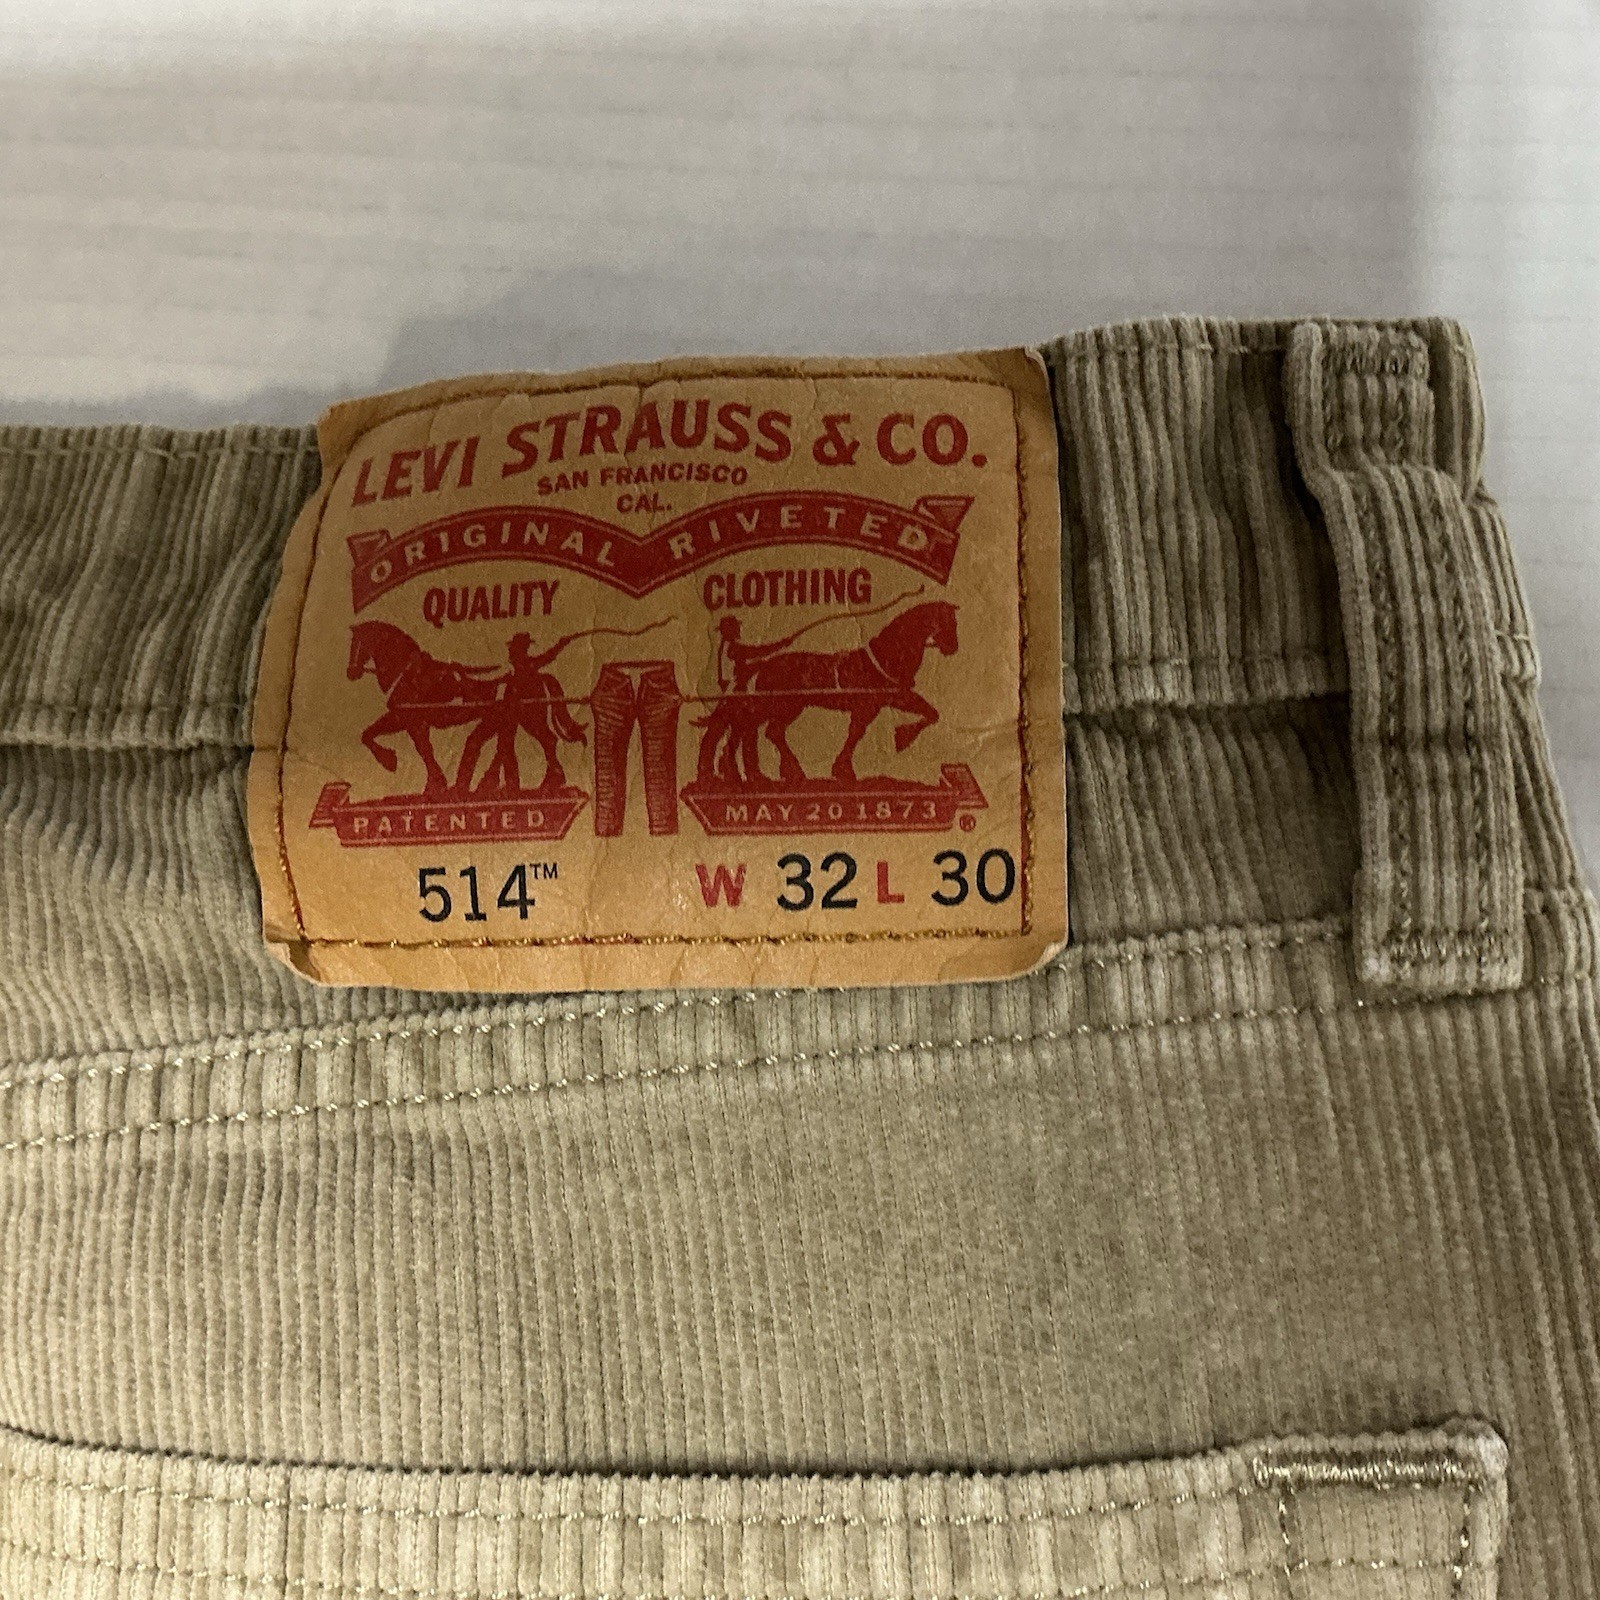 LEVI STRAUSS & CO.
SAN FRANCISCO
CAL.
ORIGINAL RIVETED
QUALITY CLOTHING
PATENTED MAY 20 1873 ®
514™ W 32 L 30